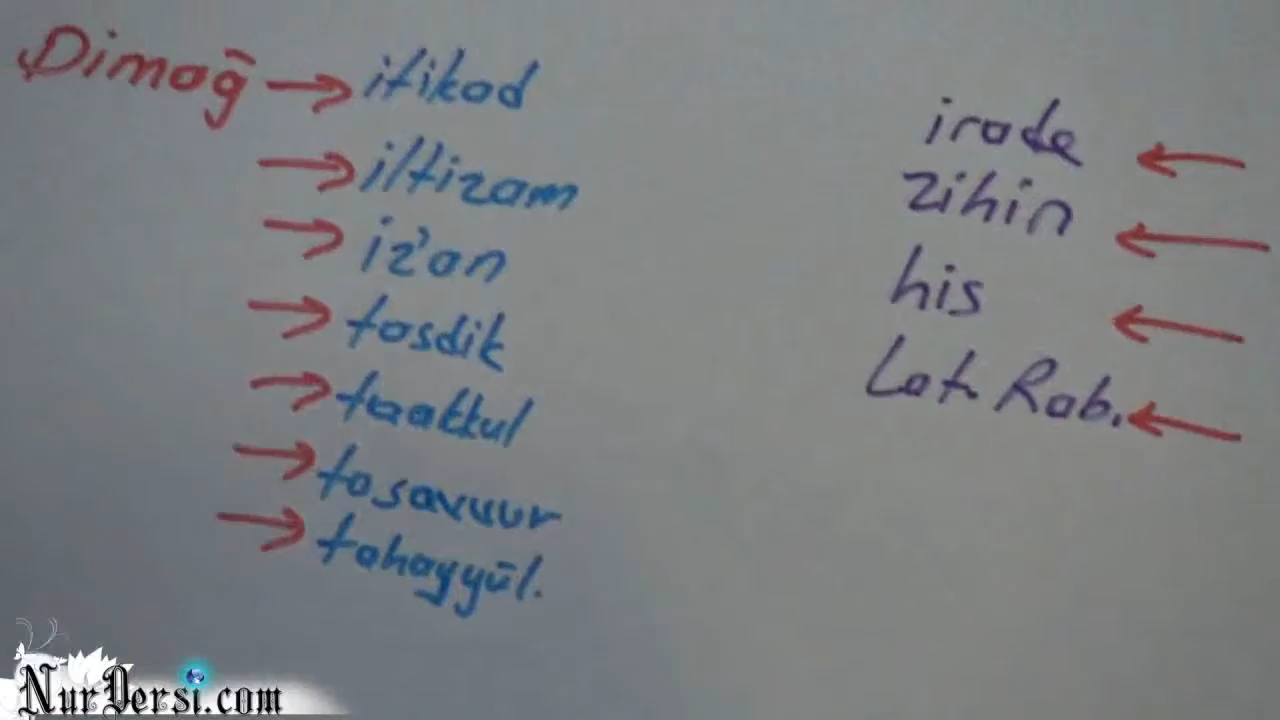 Dimağ → itikad
→ iltizam
→ iz'an
→ tasdik
→ taakkul
→ tasavvur
→ tahayyül.
irade ←
Zihin ←
his ←
Lat. Rab. ←
NurDersi.com